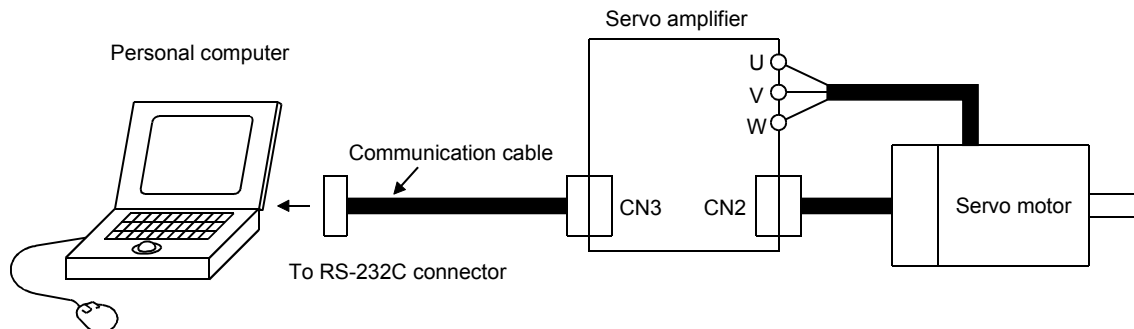 Servo amplifier
Personal computer
U
V
W
Communication cable
CN3
CN2
Servo motor
To RS-232C connector